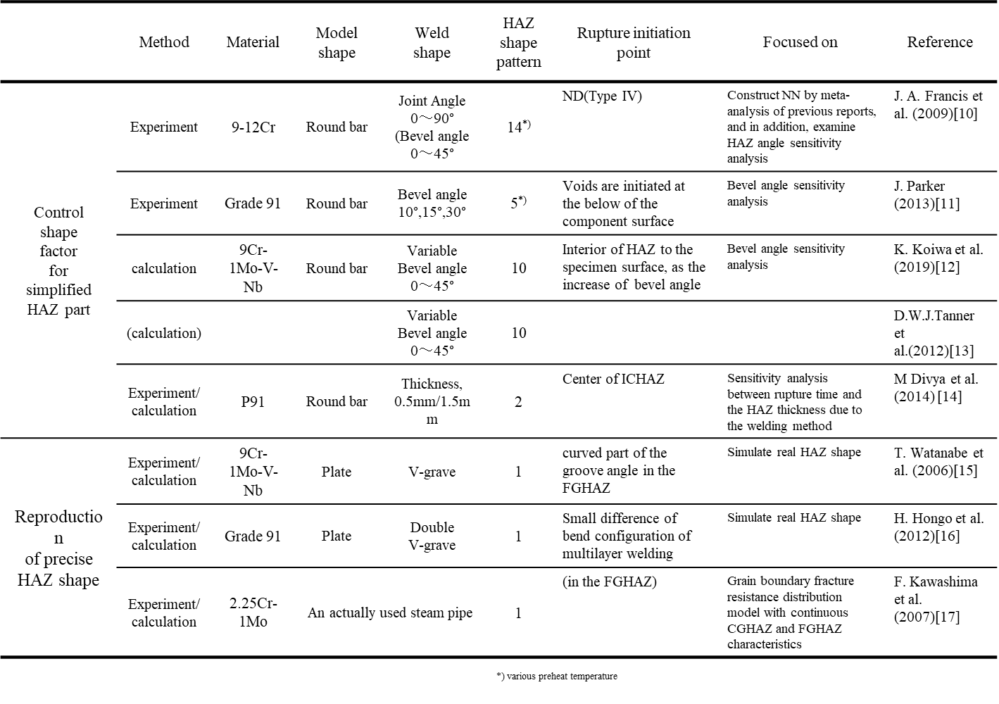 Method
Material
Model
shape
Weld
shape
HAZ
shape
pattern
Rupture initiation
point
Focused on
Reference
Control
shape
factor
for
simplified
HAZ part
Experiment
9-12Cr
Round bar
Joint Angle
0～90°
(Bevel angle
0～45°
14*)
ND(Type IV)
Construct NN by meta-
analysis of previous reports,
and in addition, examine
HAZ angle sensitivity
analysis
J. A. Francis et
al. (2009)[10]
Experiment
Grade 91
Round bar
Bevel angle
10°,15°,30°
5*)
Voids are initiated at
the below of the
component surface
Bevel angle sensitivity
analysis
J. Parker
(2013)[11]
calculation
9Cr-
1Mo-V-
Nb
Round bar
Variable
Bevel angle
0～45°
10
Interior of HAZ to the
specimen surface, as the
increase of bevel angle
Bevel angle sensitivity
analysis
K. Koiwa et al.
(2019)[12]
(calculation)
Variable
Bevel angle
0～45°
10
D.W.J.Tanner
et
al.(2012)[13]
Experiment/
calculation
P91
Round bar
Thickness,
0.5mm/1.5m
m
2
Center of ICHAZ
Sensitivity analysis
between rupture time and
the HAZ thickness due to
the welding method
M Divya et al.
(2014) [14]
Reproductio
n
of precise
HAZ shape
Experiment/
calculation
9Cr-
1Mo-V-
Nb
Plate
V-grave
1
curved part of the
groove angle in the
FGHAZ
Simulate real HAZ shape
T. Watanabe et
al. (2006)[15]
Experiment/
calculation
Grade 91
Plate
Double
V-grave
1
Small difference of
bend configuration of
multilayer welding
Simulate real HAZ shape
H. Hongo et al.
(2012)[16]
Experiment/
calculation
2.25Cr-
1Mo
An actually used steam pipe
1
(in the FGHAZ)
Grain boundary fracture
resistance distribution
model with continuous
CGHAZ and FGHAZ
characteristics
F. Kawashima
et al.
(2007)[17]
*) various preheat temperature